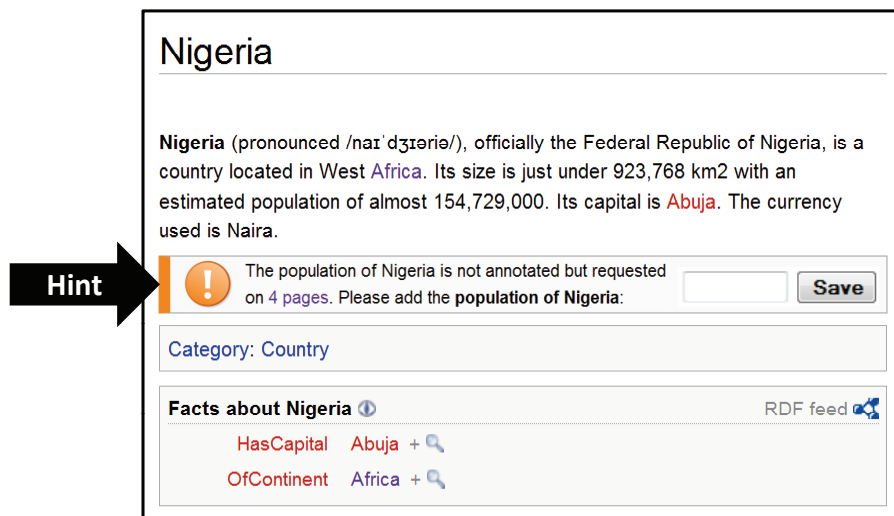 Nigeria
Nigeria (pronounced /naɪˈdʒɪəriə/), officially the Federal Republic of Nigeria, is a
country located in West Africa. Its size is just under 923,768 km2 with an
estimated population of almost 154,729,000. Its capital is Abuja. The currency
used is Naira.
Hint
The population of Nigeria is not annotated but requested
on 4 pages. Please add the population of Nigeria:
Save
Category: Country
Facts about Nigeria
RDF feed
HasCapital Abuja +
OfContinent Africa +